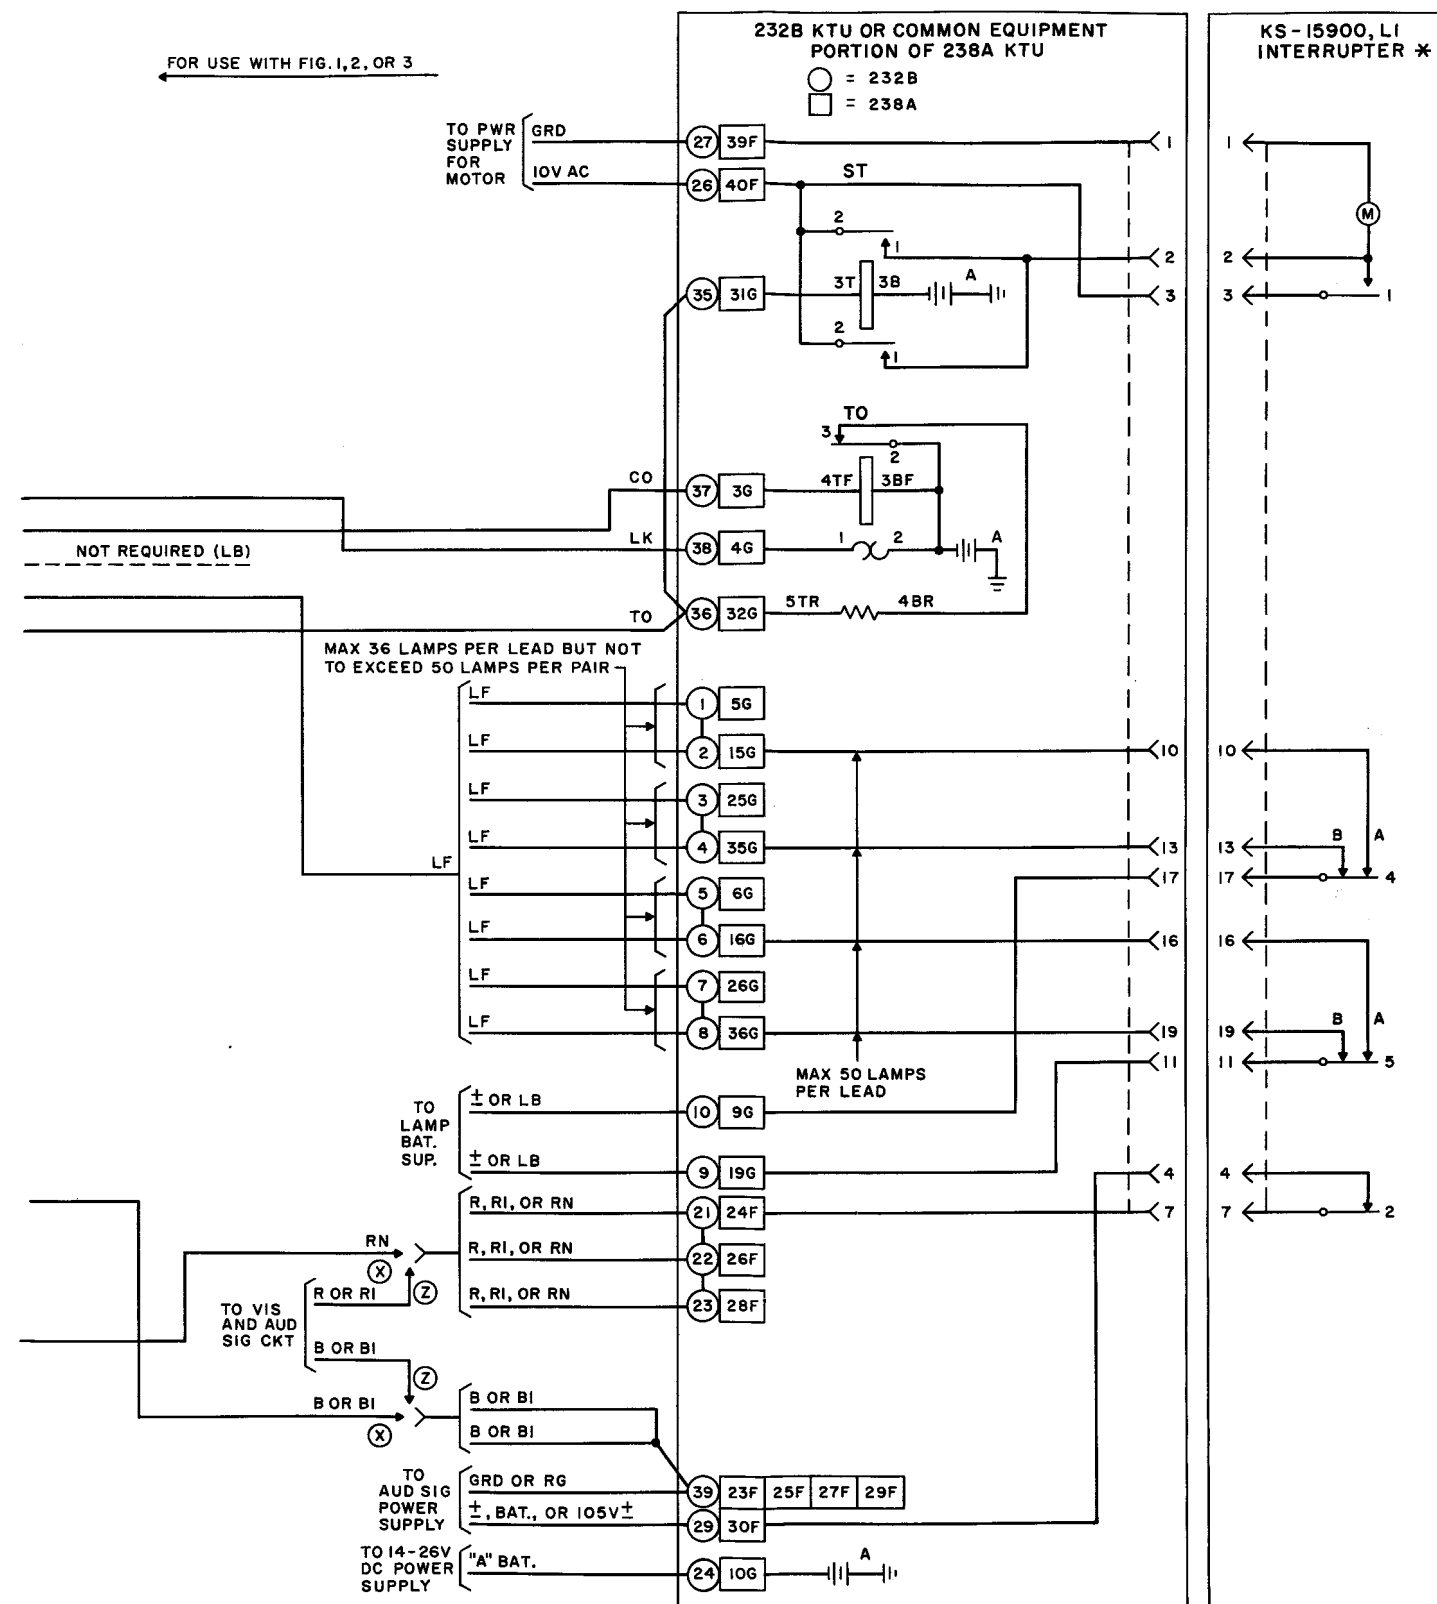 232B KTU OR COMMON EQUIPMENT
PORTION OF 238A KTU
○ = 232B
□ = 238A
KS-15900, L1
INTERRUPTER *
FOR USE WITH FIG. 1, 2, OR 3
TO PWR
SUPPLY
FOR
MOTOR
GRD
27 39F
1
1
10V AC
26 40F
ST
M
2
1
2
2
35 31G
3T 3B
A
3
3
1
2
1
TO
3
2
CO
37 3G
4TF 3BF
LK
38 4G
1 2
A
NOT REQUIRED (LB)
TO
36 32G
5TR 4BR
MAX 36 LAMPS PER LEAD BUT NOT
TO EXCEED 50 LAMPS PER PAIR
LF
1 5G
LF
2 15G
10
10
LF
3 25G
LF
4 35G
13
13
B A
LF
17
17
4
LF
5 6G
LF
6 16G
16
16
LF
7 26G
LF
8 36G
19
19
B A
11
11
5
MAX 50 LAMPS
PER LEAD
TO
LAMP
BAT.
SUP.
± OR LB
10 9G
± OR LB
9 19G
4
4
R, R1, OR RN
21 24F
7
7
2
RN
X
R, R1, OR RN
22 26F
R, R1, OR RN
23 28F
TO VIS
AND AUD
SIG CKT
R OR R1
Z
B OR B1
Z
B OR B1
X
B OR B1
B OR B1
TO
AUD SIG
POWER
SUPPLY
GRD OR RG
39 23F 25F 27F 29F
±, BAT., OR 105V±
29 30F
TO 14-26V
DC POWER
SUPPLY
"A" BAT.
24 10G
A